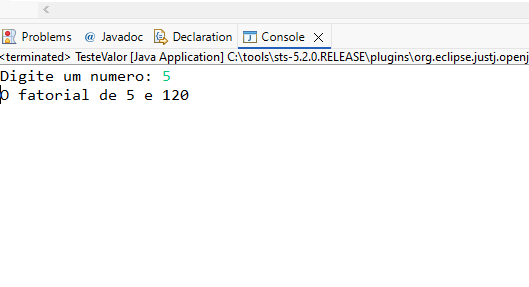 Problems @ Javadoc Declaration Console
<terminated> TesteValor [Java Application] C:\tools\sts-5.2.0.RELEASE\plugins\org.eclipse.justj.openj
Digite um numero: 5
O fatorial de 5 e 120